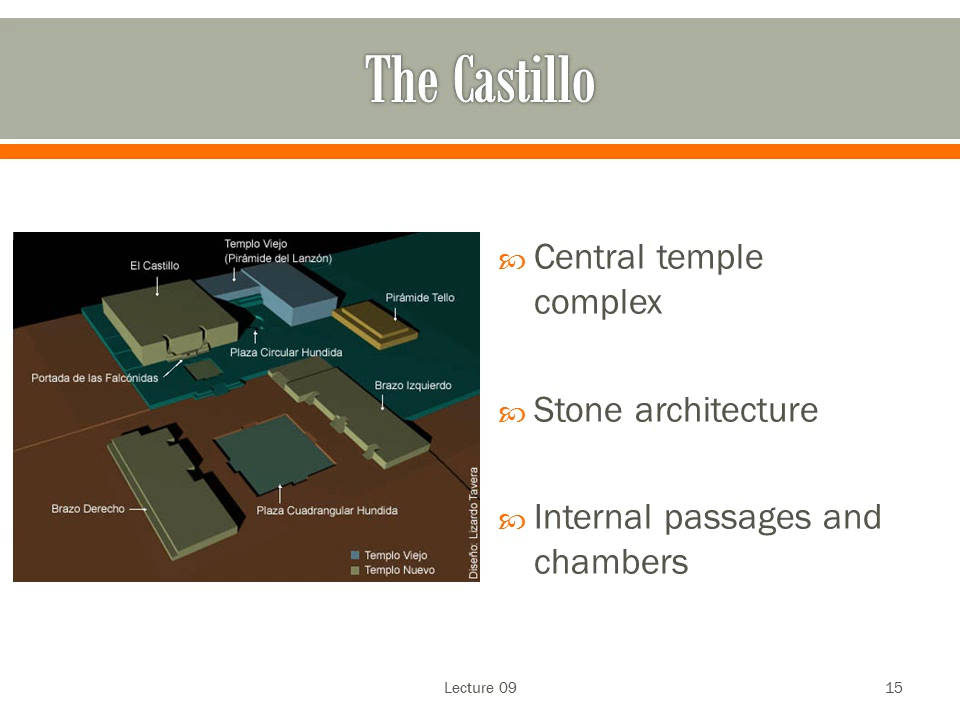 The Castillo
Templo Viejo
(Pirámide del Lanzón)
El Castillo
Pirámide Tello
Plaza Circular Hundida
Portada de las Falcónidas
Brazo Izquierdo
Brazo Derecho
Plaza Cuadrangular Hundida
Templo Viejo
Templo Nuevo
Diseño: Lizardo Tavera
Central temple
complex
Stone architecture
Internal passages and
chambers
Lecture 09
15